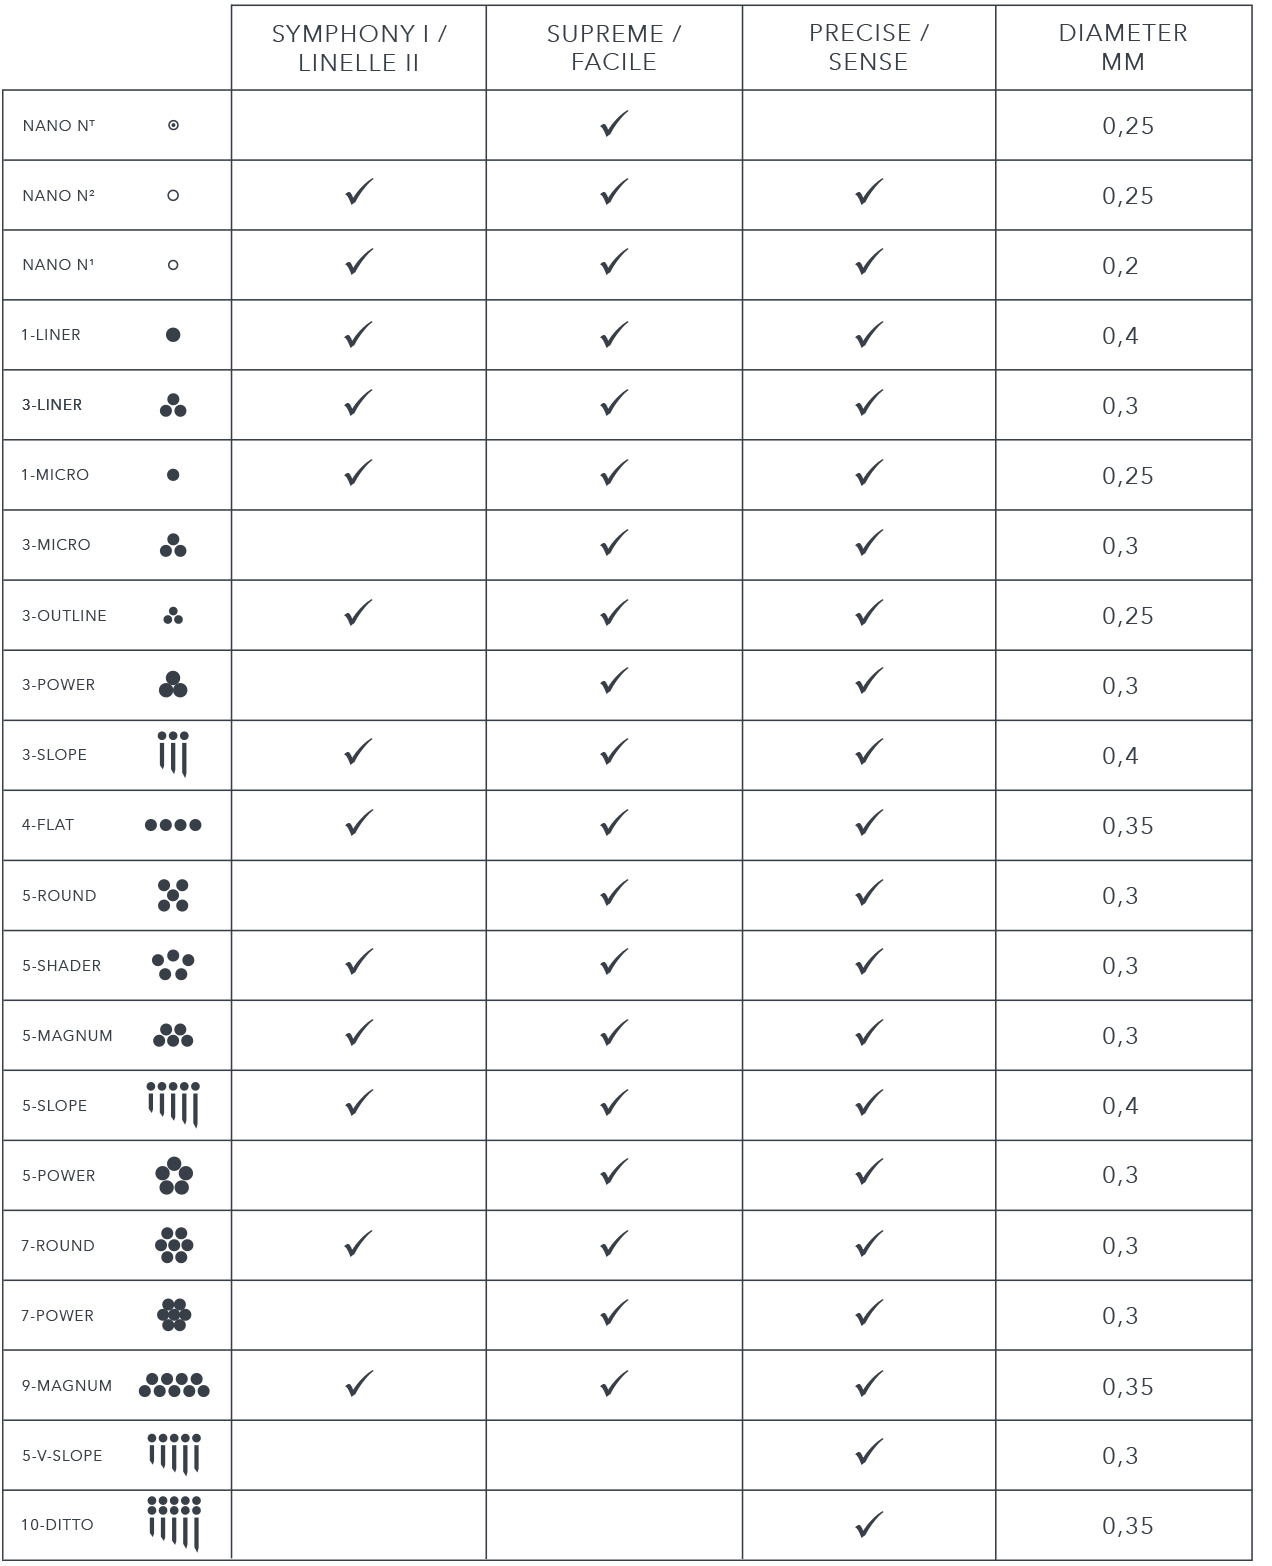 SYMPHONY I /
LINELLE II
SUPREME /
FACILE
PRECISE /
SENSE
DIAMETER
MM
NANO Nᵀ ✓ 0,25
NANO N² ✓ ✓ ✓ 0,25
NANO N¹ ✓ ✓ ✓ 0,2
1-LINER ✓ ✓ ✓ 0,4
3-LINER ✓ ✓ ✓ 0,3
1-MICRO ✓ ✓ ✓ 0,25
3-MICRO ✓ ✓ 0,3
3-OUTLINE ✓ ✓ ✓ 0,25
3-POWER ✓ ✓ 0,3
3-SLOPE ✓ ✓ ✓ 0,4
4-FLAT ✓ ✓ ✓ 0,35
5-ROUND ✓ ✓ 0,3
5-SHADER ✓ ✓ ✓ 0,3
5-MAGNUM ✓ ✓ ✓ 0,3
5-SLOPE ✓ ✓ ✓ 0,4
5-POWER ✓ ✓ 0,3
7-ROUND ✓ ✓ ✓ 0,3
7-POWER ✓ ✓ 0,3
9-MAGNUM ✓ ✓ ✓ 0,35
5-V-SLOPE ✓ 0,3
10-DITTO ✓ 0,35